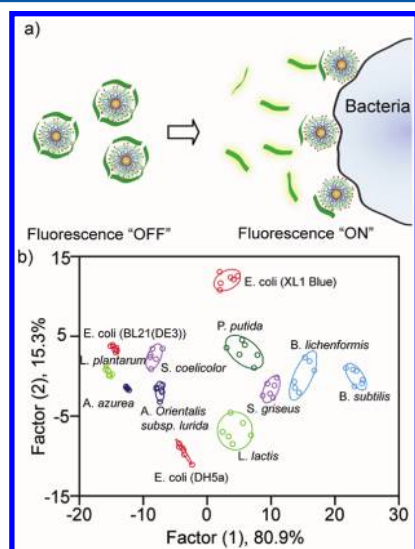 a)
Bacteria
Fluorescence "OFF"
Fluorescence "ON"
b)
15
5
-5
-15
Factor (2), 15.3%
E. coli (XL1 Blue)
E. coli (BL21(DE3))
P. putida
L. plantarum
S. coelicolor
B. lichenformis
A. azurea
A. Orientalis
subsp. lurida
S. griseus
B. subtilis
L. lactis
E. coli (DH5a)
-20
-10
0
10
20
30
Factor (1), 80.9%